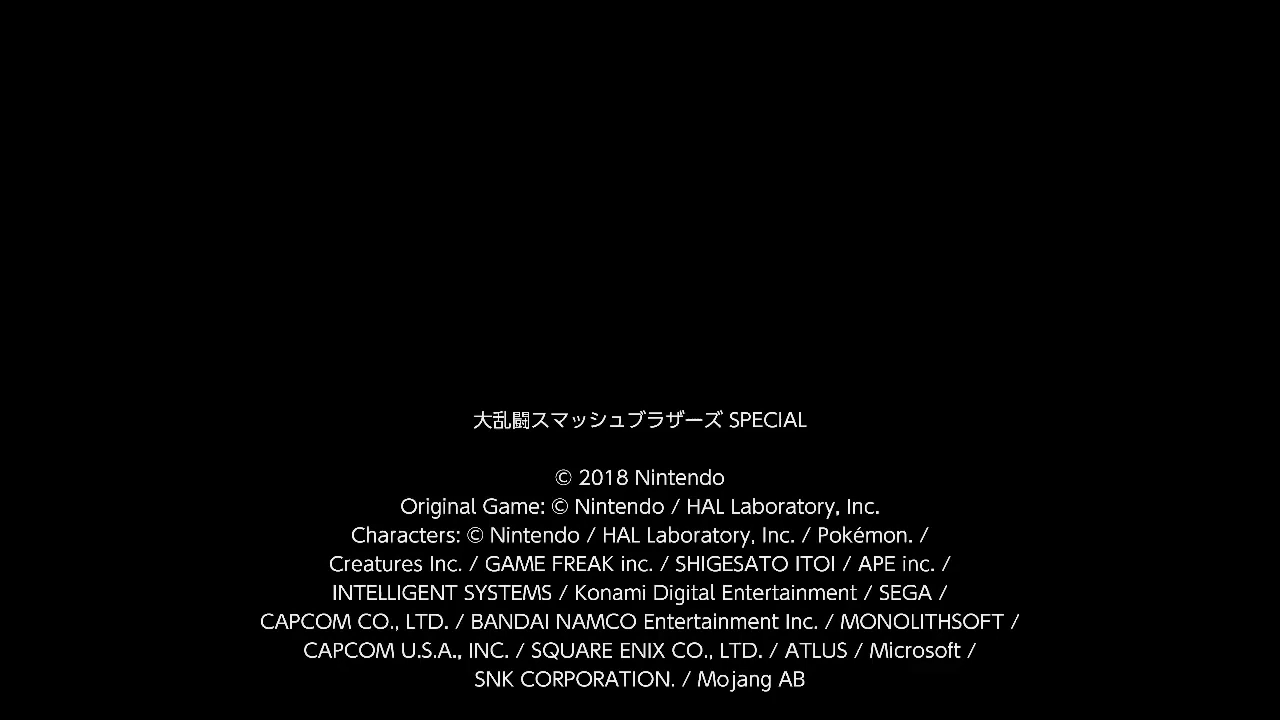 大乱闘スマッシュブラザーズ SPECIAL
© 2018 Nintendo
Original Game: © Nintendo / HAL Laboratory, Inc.
Characters: © Nintendo / HAL Laboratory, Inc. / Pokémon. /
Creatures Inc. / GAME FREAK inc. / SHIGESATO ITOI / APE inc. /
INTELLIGENT SYSTEMS / Konami Digital Entertainment / SEGA /
CAPCOM CO., LTD. / BANDAI NAMCO Entertainment Inc. / MONOLITHSOFT /
CAPCOM U.S.A., INC. / SQUARE ENIX CO., LTD. / ATLUS / Microsoft /
SNK CORPORATION. / Mojang AB